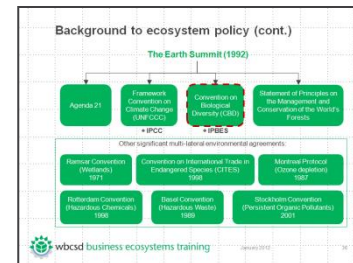 Background to ecosystem policy (cont.)
The Earth Summit (1992)
Agenda 21
Framework
Convention on
Climate Change
(UNFCCC)
Convention on
Biological
Diversity (CBD)
Statement of Principles on
the Management and
Conservation of the World's
Forests
+ IPCC
+ IPBES
Other significant multi-lateral environmental agreements:
Ramsar Convention
(Wetlands)
1971
Convention on International Trade in
Endangered Species (CITES)
1998
Montreal Protocol
(Ozone depletion)
1987
Rotterdam Convention
(Hazardous Chemicals)
1998
Basel Convention
(Hazardous Waste)
1989
Stockholm Convention
(Persistent Organic Pollutants)
2001
wbcsd business ecosystems training